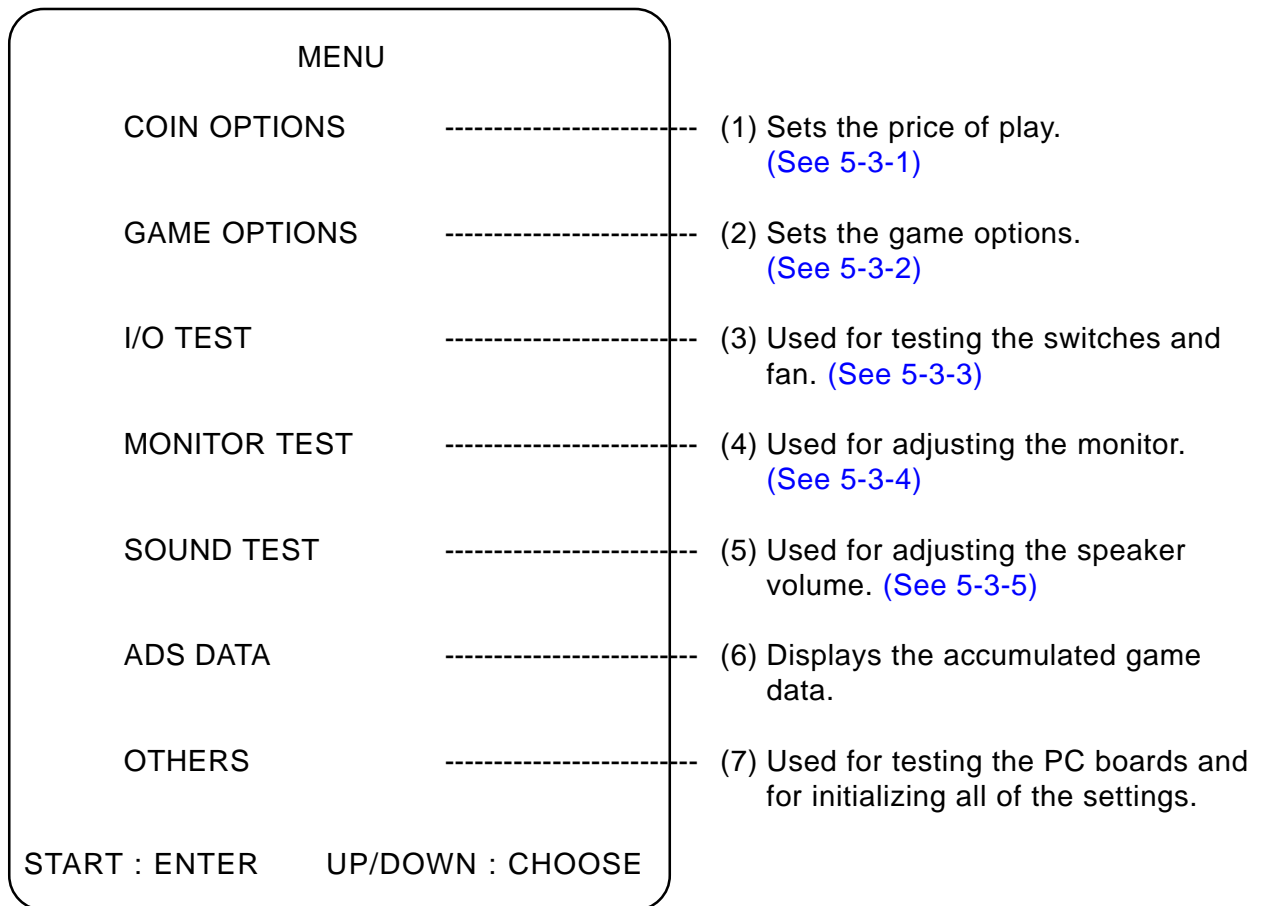 MENU
COIN OPTIONS -------------------------- (1) Sets the price of play.
(See 5-3-1)
GAME OPTIONS -------------------------- (2) Sets the game options.
(See 5-3-2)
I/O TEST -------------------------- (3) Used for testing the switches and
fan. (See 5-3-3)
MONITOR TEST -------------------------- (4) Used for adjusting the monitor.
(See 5-3-4)
SOUND TEST -------------------------- (5) Used for adjusting the speaker
volume. (See 5-3-5)
ADS DATA -------------------------- (6) Displays the accumulated game
data.
OTHERS -------------------------- (7) Used for testing the PC boards and
for initializing all of the settings.
START : ENTER UP/DOWN : CHOOSE